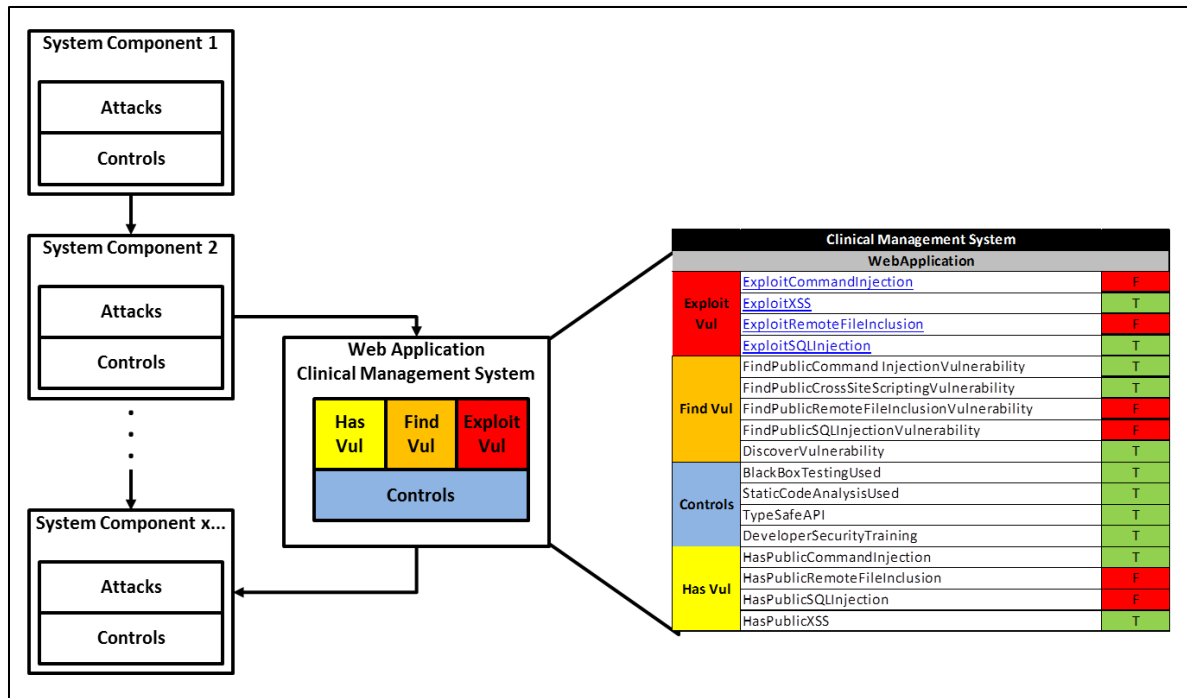 System Component 1
Attacks
Controls
System Component 2
Attacks
Controls
System Component x...
Attacks
Controls
Web Application
Clinical Management System
Has
Vul
Find
Vul
Exploit
Vul
Controls
Clinical Management System
WebApplication
Exploit
Vul
ExploitCommandInjection F
ExploitXSS T
ExploitRemoteFileInclusion F
ExploitSQLInjection T
Find Vul
FindPublicCommand InjectionVulnerability T
FindPublicCrossSiteScriptingVulnerability T
FindPublicRemoteFileInclusionVulnerability F
FindPublicSQLInjectionVulnerability F
DiscoverVulnerability T
Controls
BlackBoxTestingUsed T
StaticCodeAnalysisUsed T
TypeSafeAPI T
DeveloperSecurityTraining T
Has Vul
HasPublicCommandInjection T
HasPublicRemoteFileInclusion F
HasPublicSQLInjection F
HasPublicXSS T